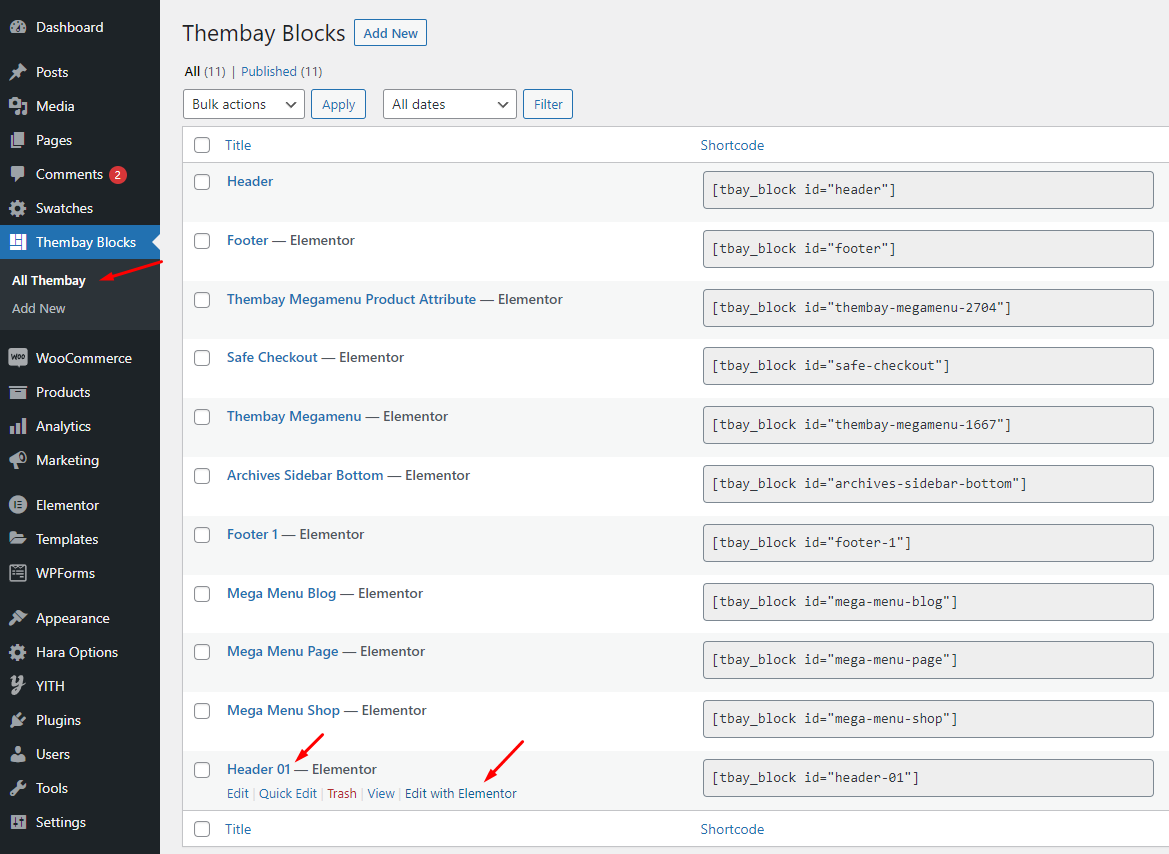 Dashboard
Posts
Media
Pages
Comments 2
Swatches
Thembay Blocks
All Thembay
Add New
WOO WooCommerce
Products
Analytics
Marketing
Elementor
Templates
WPForms
Appearance
Hara Options
YITH
Plugins
Users
Tools
Settings
Thembay Blocks Add New
All (11) | Published (11)
Bulk actions Apply All dates Filter
Title Shortcode
Header [tbay_block id="header"]
Footer — Elementor [tbay_block id="footer"]
Thembay Megamenu Product Attribute — Elementor [tbay_block id="thembay-megamenu-2704"]
Safe Checkout — Elementor [tbay_block id="safe-checkout"]
Thembay Megamenu — Elementor [tbay_block id="thembay-megamenu-1667"]
Archives Sidebar Bottom — Elementor [tbay_block id="archives-sidebar-bottom"]
Footer 1 — Elementor [tbay_block id="footer-1"]
Mega Menu Blog — Elementor [tbay_block id="mega-menu-blog"]
Mega Menu Page — Elementor [tbay_block id="mega-menu-page"]
Mega Menu Shop — Elementor [tbay_block id="mega-menu-shop"]
Header 01 — Elementor [tbay_block id="header-01"]
Edit | Quick Edit | Trash | View | Edit with Elementor
Title Shortcode